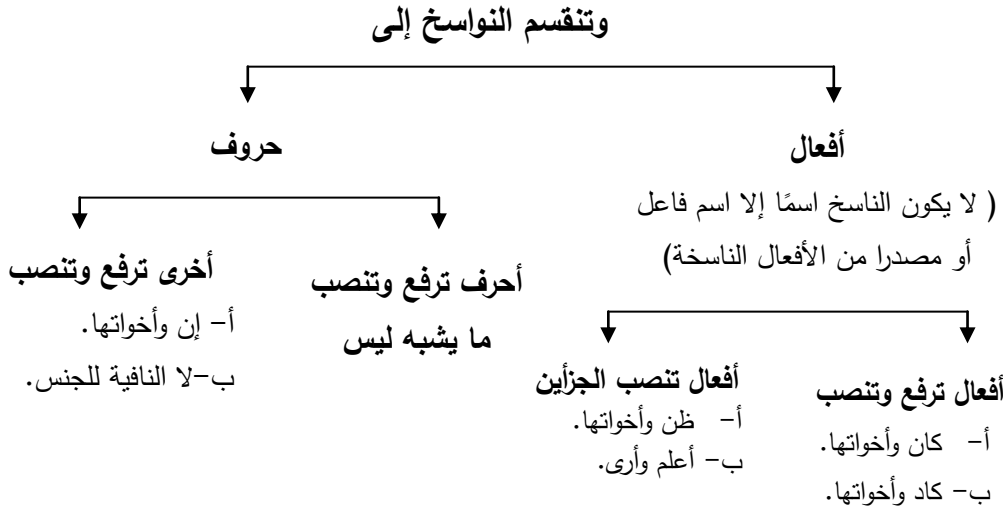 وتنقسم النواسخ إلى
أفعال
( لا يكون الناسخ اسمًا إلا اسم فاعل
أو مصدرا من الأفعال الناسخة)
أفعال ترفع وتنصب
أ- كان وأخواتها.
ب- كاد وأخواتها.
أفعال تنصب الجزأين
أ- ظن وأخواتها.
ب- أعلم وأرى.
حروف
أحرف ترفع وتنصب
ما يشبه ليس
أخرى ترفع وتنصب
أ- إن وأخواتها.
ب-لا النافية للجنس.